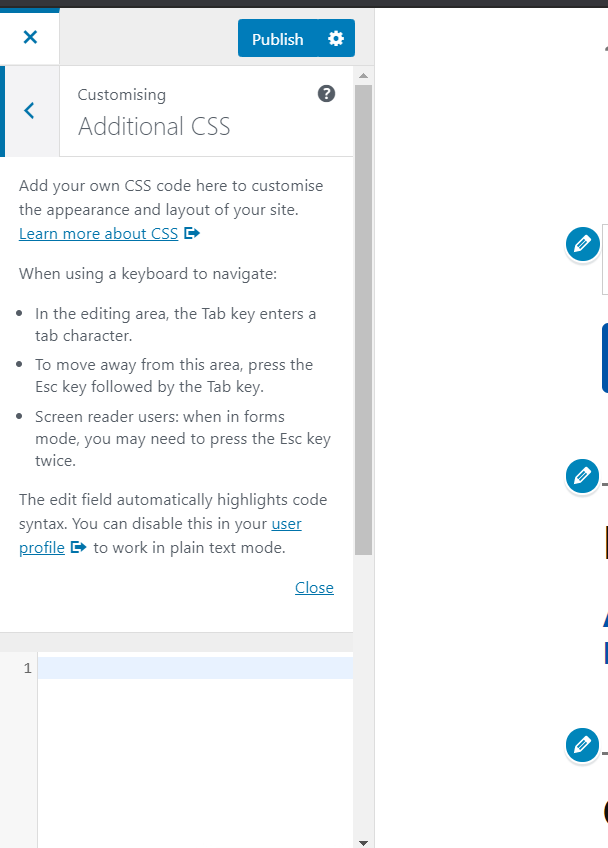 Publish
Customising
Additional CSS
Add your own CSS code here to customise
the appearance and layout of your site.
Learn more about CSS
When using a keyboard to navigate:
In the editing area, the Tab key enters a
tab character.
To move away from this area, press the
Esc key followed by the Tab key.
Screen reader users: when in forms
mode, you may need to press the Esc key
twice.
The edit field automatically highlights code
syntax. You can disable this in your user
profile to work in plain text mode.
Close
1